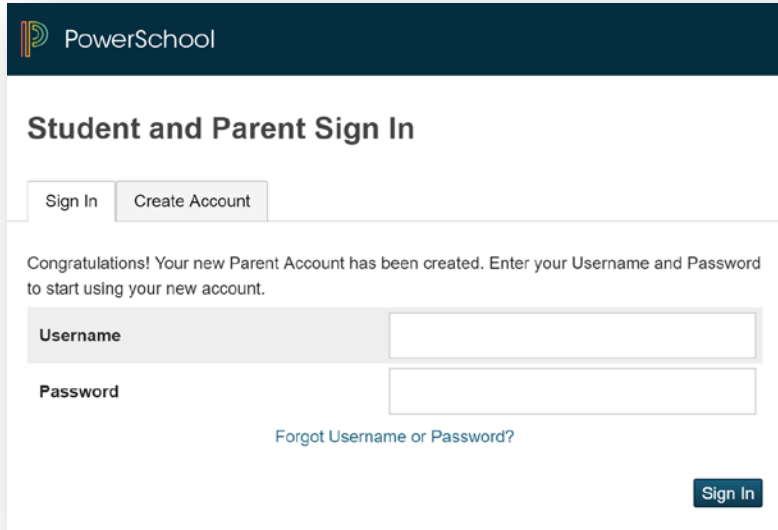 PowerSchool
Student and Parent Sign In
Sign In
Create Account
Congratulations! Your new Parent Account has been created. Enter your Username and Password
to start using your new account.
Username
Password
Forgot Username or Password?
Sign In